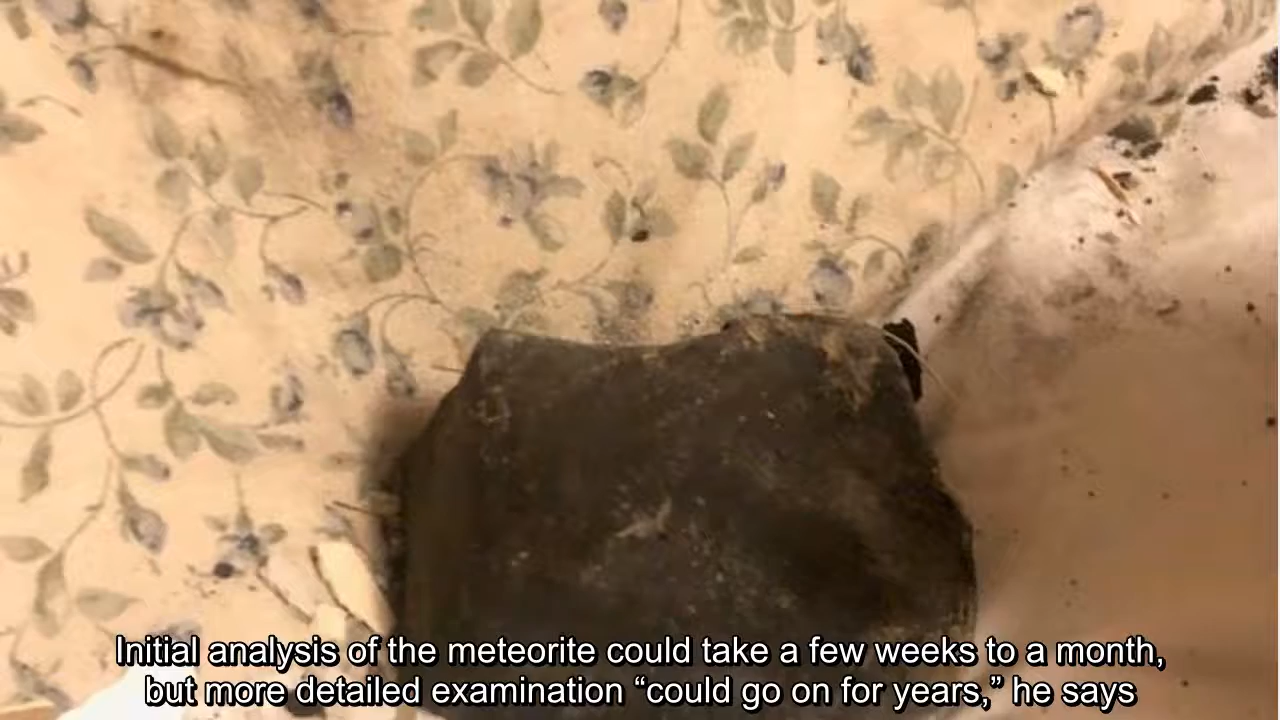 Initial analysis of the meteorite could take a few weeks to a month,
but more detailed examination “could go on for years,” he says